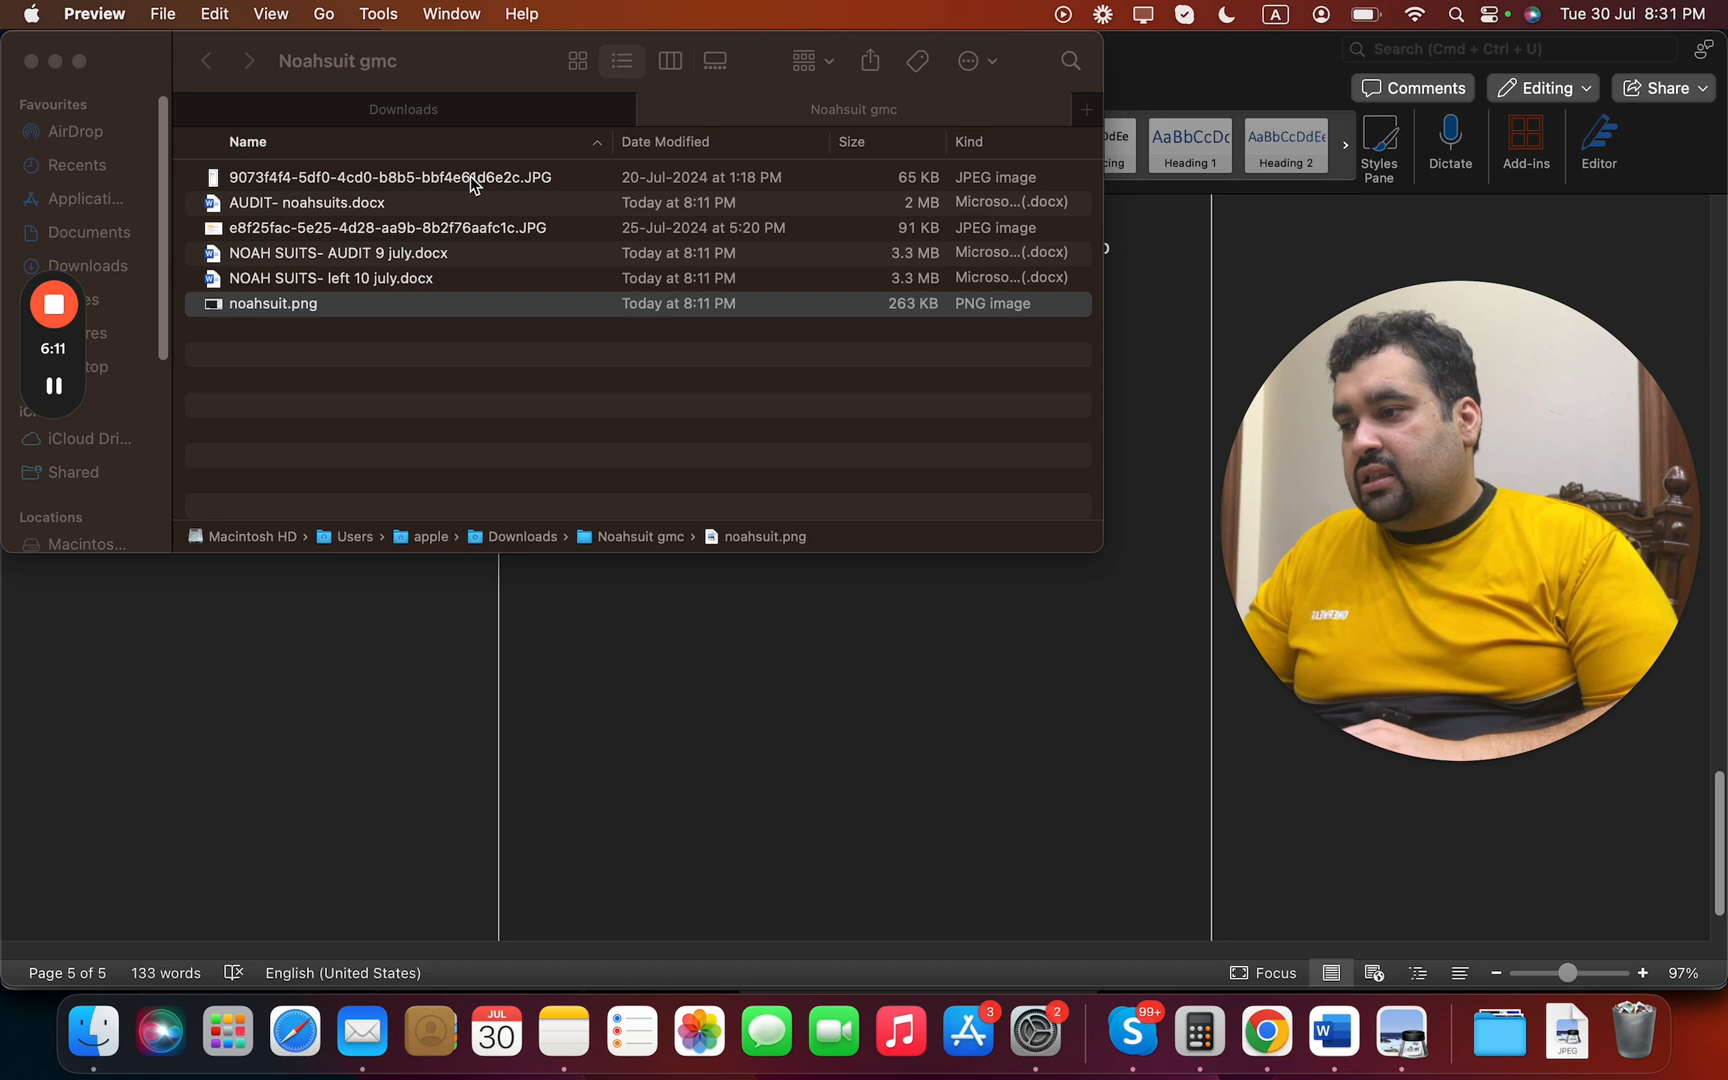 Preview File Edit View Go Tools Window Help A Tue 30 Jul 8:31 PM
Noahsuit gmc
Search (Cmd + Ctrl + U)
Comments Editing Share
Favourites
AirDrop
Recents
Applicati...
Documents
Downloads
Downloads Noahsuit gmc
Name Date Modified Size Kind
9073f4f4-5df0-4cd0-b8b5-bbf4e61d6e2c.JPG 20-Jul-2024 at 1:18 PM 65 KB JPEG image
AUDIT- noahsuits.docx Today at 8:11 PM 2 MB Microso...(.docx)
e8f25fac-5e25-4d28-aa9b-8b2f76aafc1c.JPG 25-Jul-2024 at 5:20 PM 91 KB JPEG image
NOAH SUITS- AUDIT 9 july.docx Today at 8:11 PM 3.3 MB Microso...(.docx)
NOAH SUITS- left 10 july.docx Today at 8:11 PM 3.3 MB Microso...(.docx)
noahsuit.png Today at 8:11 PM 263 KB PNG image
AaBbCcDc AaBbCcDdEe
Heading 1 Heading 2
Styles Pane
Dictate
Add-ins
Editor
6:11
iCloud Dri...
Shared
Locations
Macintos...
Macintosh HD › Users › apple › Downloads › Noahsuit gmc › noahsuit.png
Page 5 of 5 133 words English (United States) Focus 97%
JUL
30
3
2
99+
JPEG